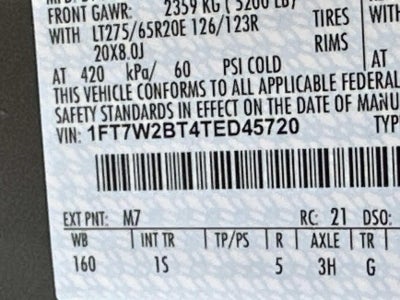 FRONT GAWR: 2359 KG ( 5200 LB)
WITH LT275/65R20E 126/123R TIRES WITH
20X8.0J RIMS
AT 420 kPa/ 60 PSI COLD AT
THIS VEHICLE CONFORMS TO ALL APPLICABLE FEDERAL
SAFETY STANDARDS IN EFFECT ON THE DATE OF MANU
VIN: 1FT7W2BT4TED45720 TYP
EXT PNT: M7 RC: 21 DSO:
WB INT TR TP/PS R AXLE TR
160 1S 5 3H G